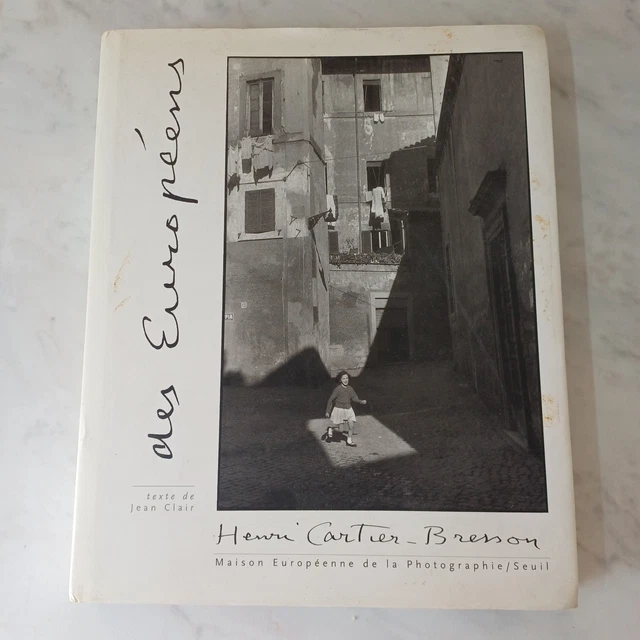 des Européens
texte de
Jean Clair
Henri Cartier-Bresson
Maison Européenne de la Photographie/Seuil